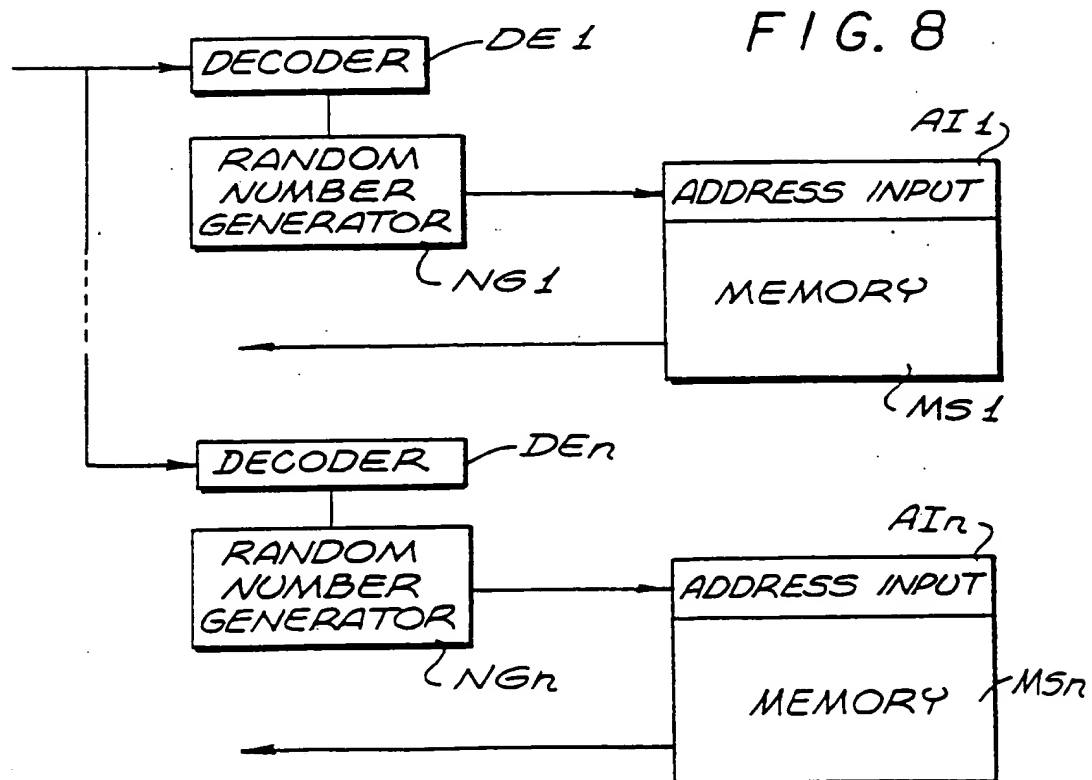 FIG. 8
DECODER
DE1
RANDOM
NUMBER
GENERATOR
NG1
AI1
ADDRESS INPUT
MEMORY
MS1
DECODER
DEn
RANDOM
NUMBER
GENERATOR
NGn
AIn
ADDRESS INPUT
MEMORY
MSn